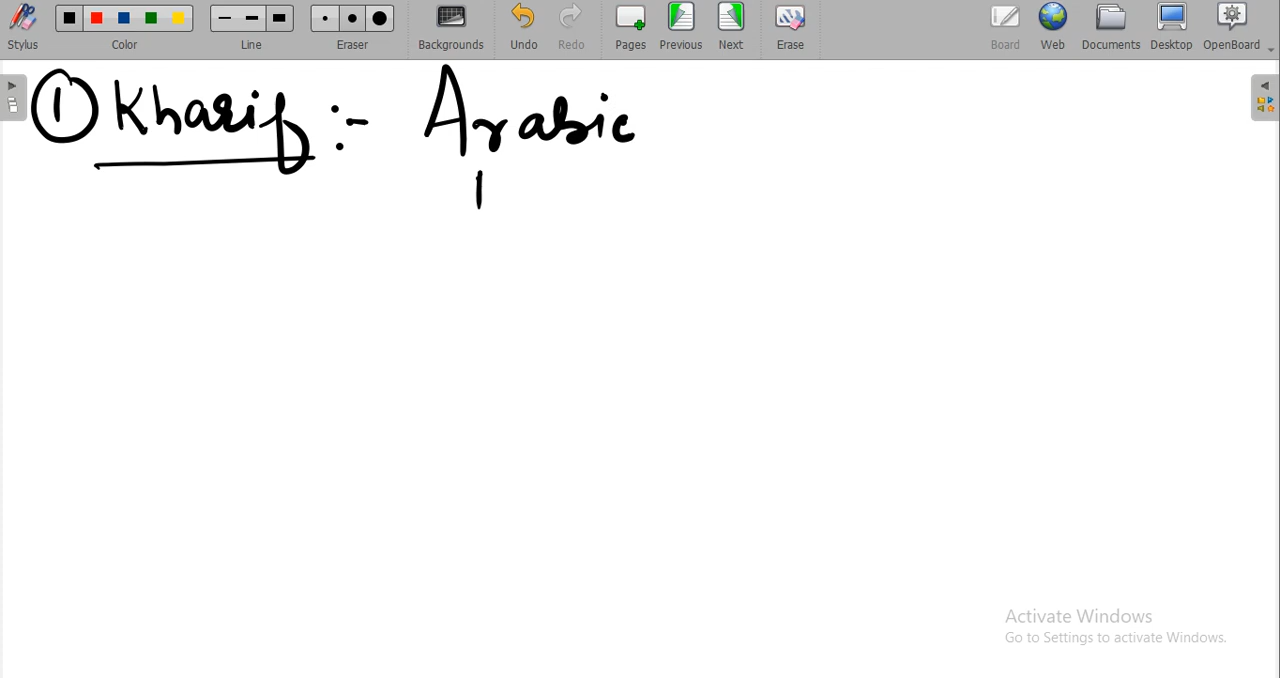 Stylus
Color
Line
Eraser
Backgrounds
Undo
Redo
Pages
Previous
Next
Erase
Board
Web
Documents
Desktop
OpenBoard
① Kharif :- Arabic
Activate Windows
Go to Settings to activate Windows.